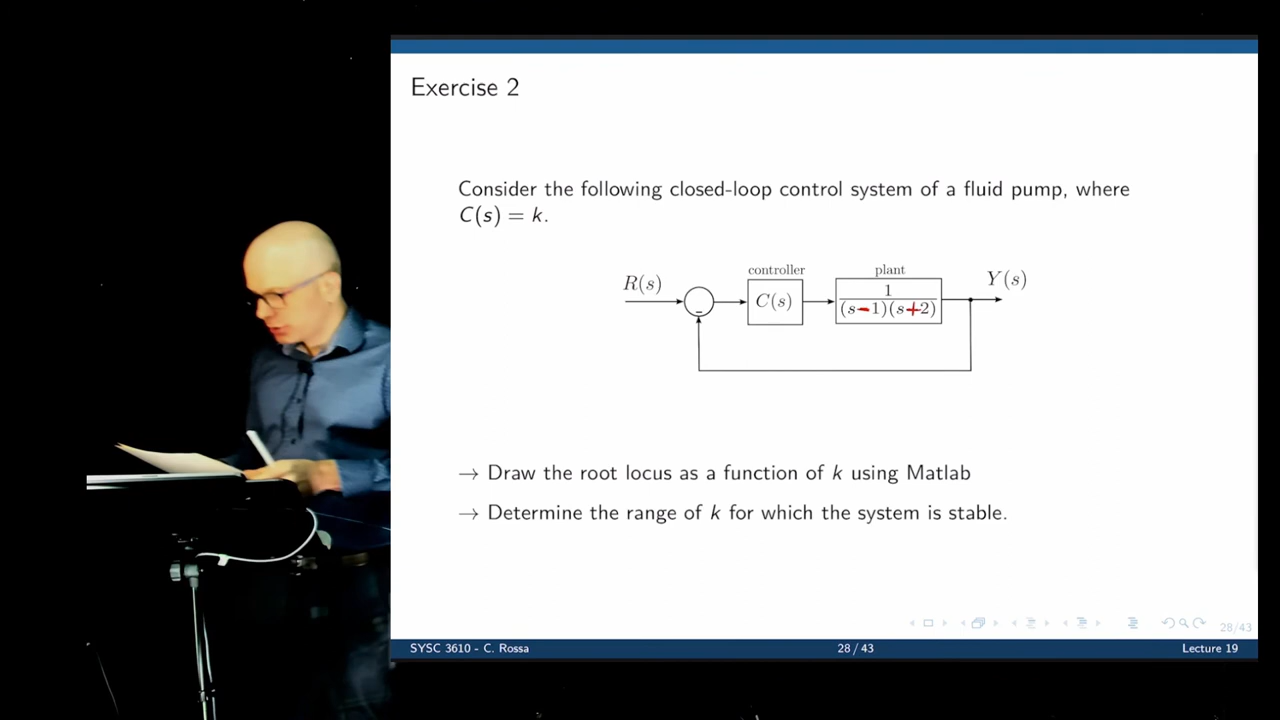 Exercise 2
Consider the following closed-loop control system of a fluid pump, where
C(s) = k.
controller
plant
R(s)
C(s)
1
(s-1)(s+2)
Y(s)
-
→ Draw the root locus as a function of k using Matlab
→ Determine the range of k for which the system is stable.
28/43
SYSC 3610 - C. Rossa
28 / 43
Lecture 19